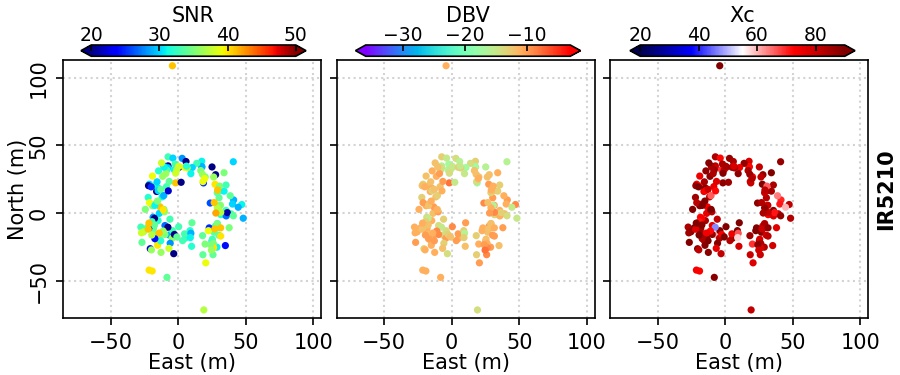 SNR DBV Xc
20 30 40 50 −30 −20 −10 20 40 60 80
100
50
0
−50
North (m)
IR5210
−50 0 50 100 −50 0 50 100 −50 0 50 100
East (m) East (m) East (m)